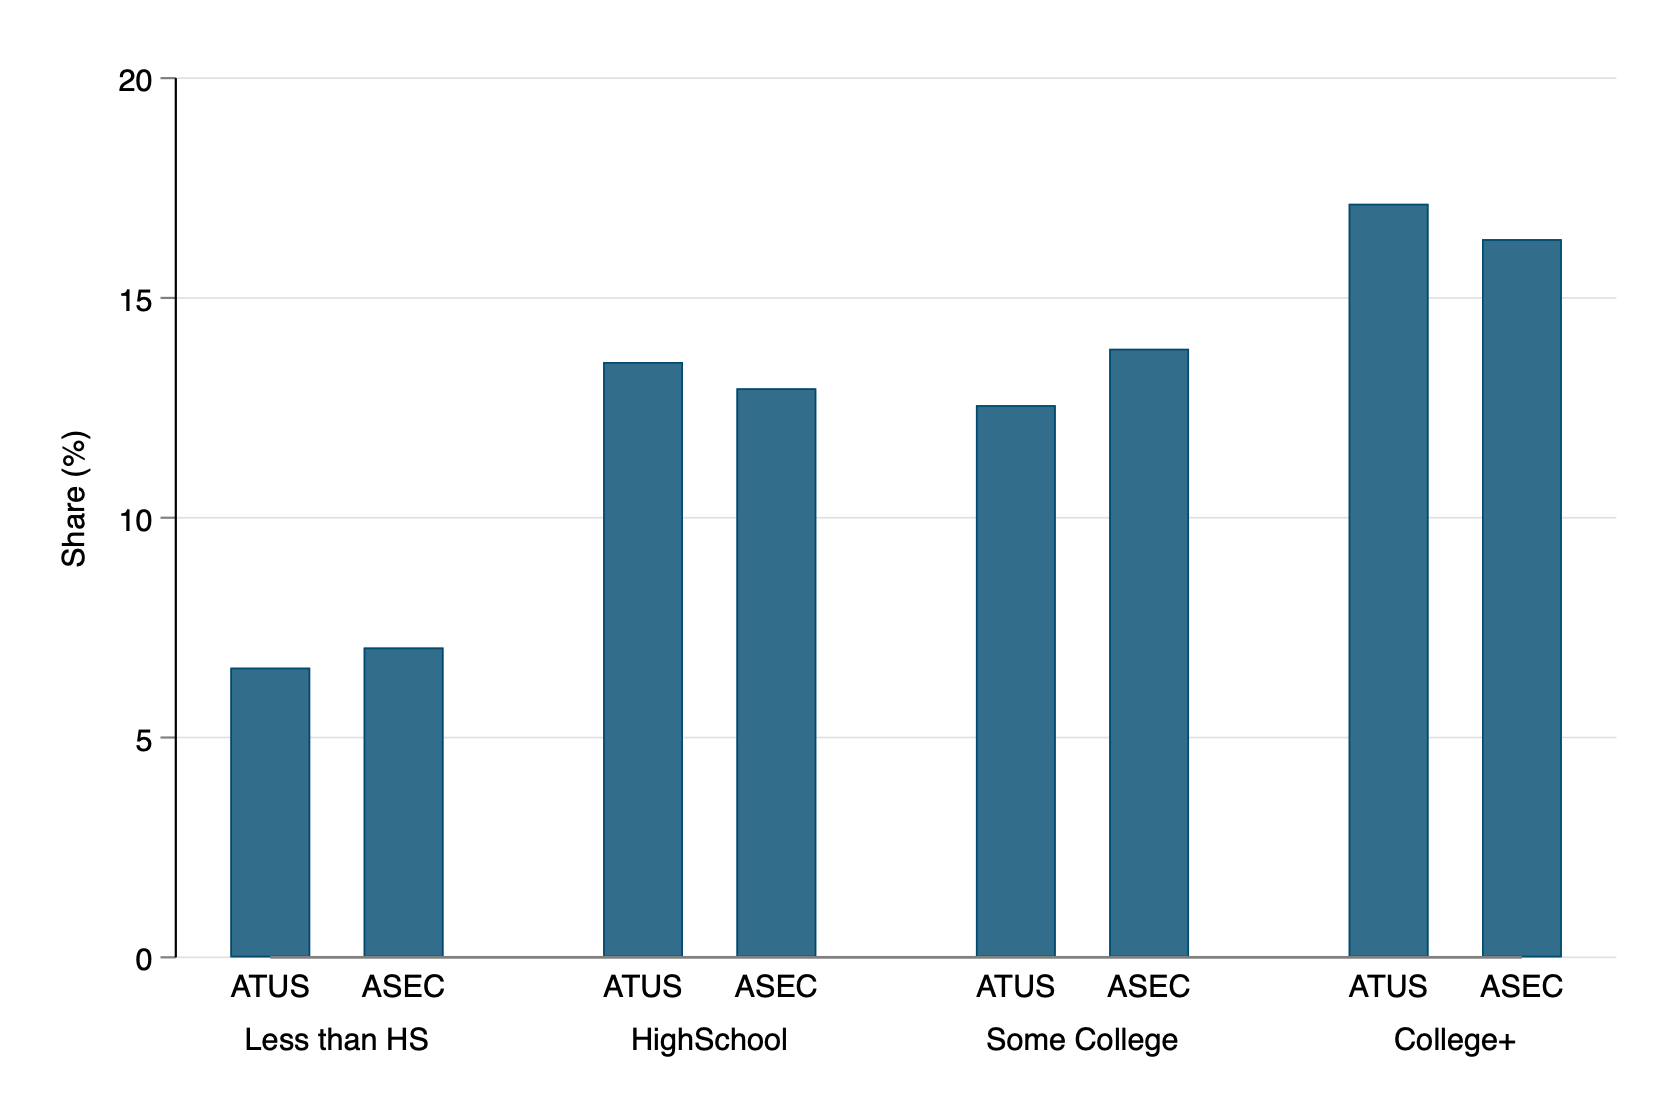 Share (%)
20
15
10
5
0
ATUS ASEC ATUS ASEC ATUS ASEC ATUS ASEC
Less than HS HighSchool Some College College+